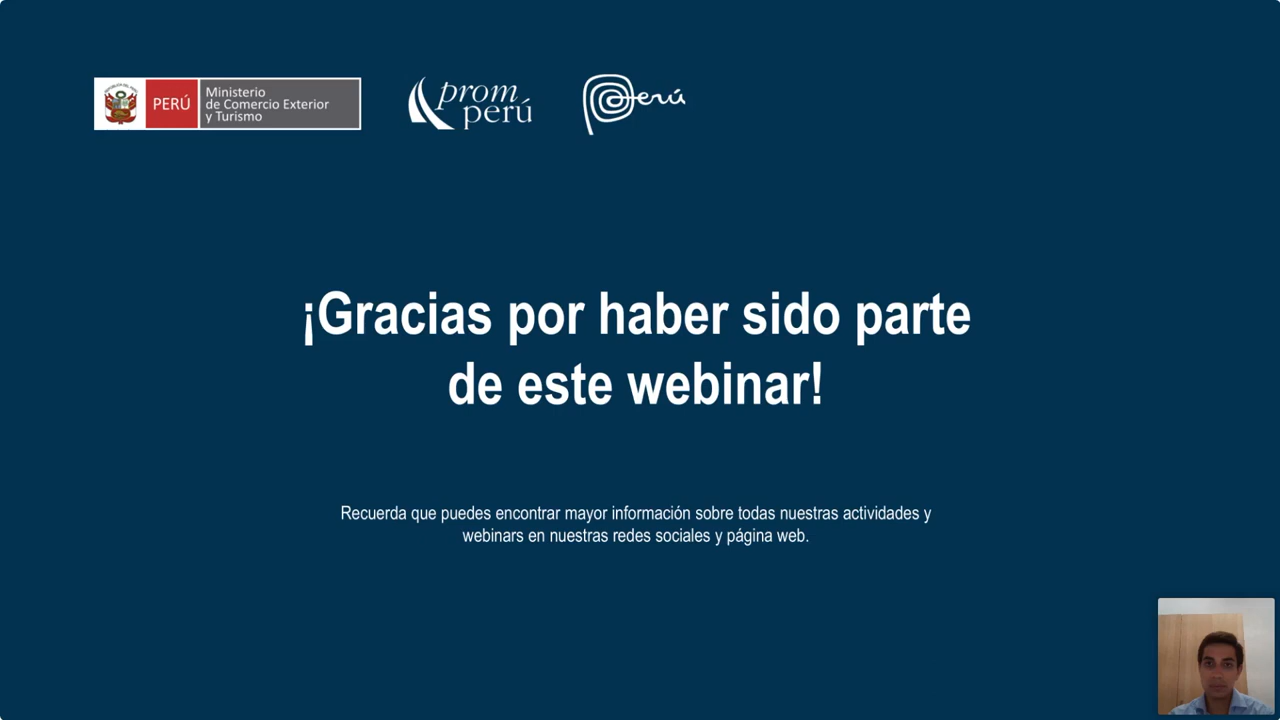 PERÚ
Ministerio
de Comercio Exterior
y Turismo
prom
perú
Perú
¡Gracias por haber sido parte
de este webinar!
Recuerda que puedes encontrar mayor información sobre todas nuestras actividades y
webinars en nuestras redes sociales y página web.